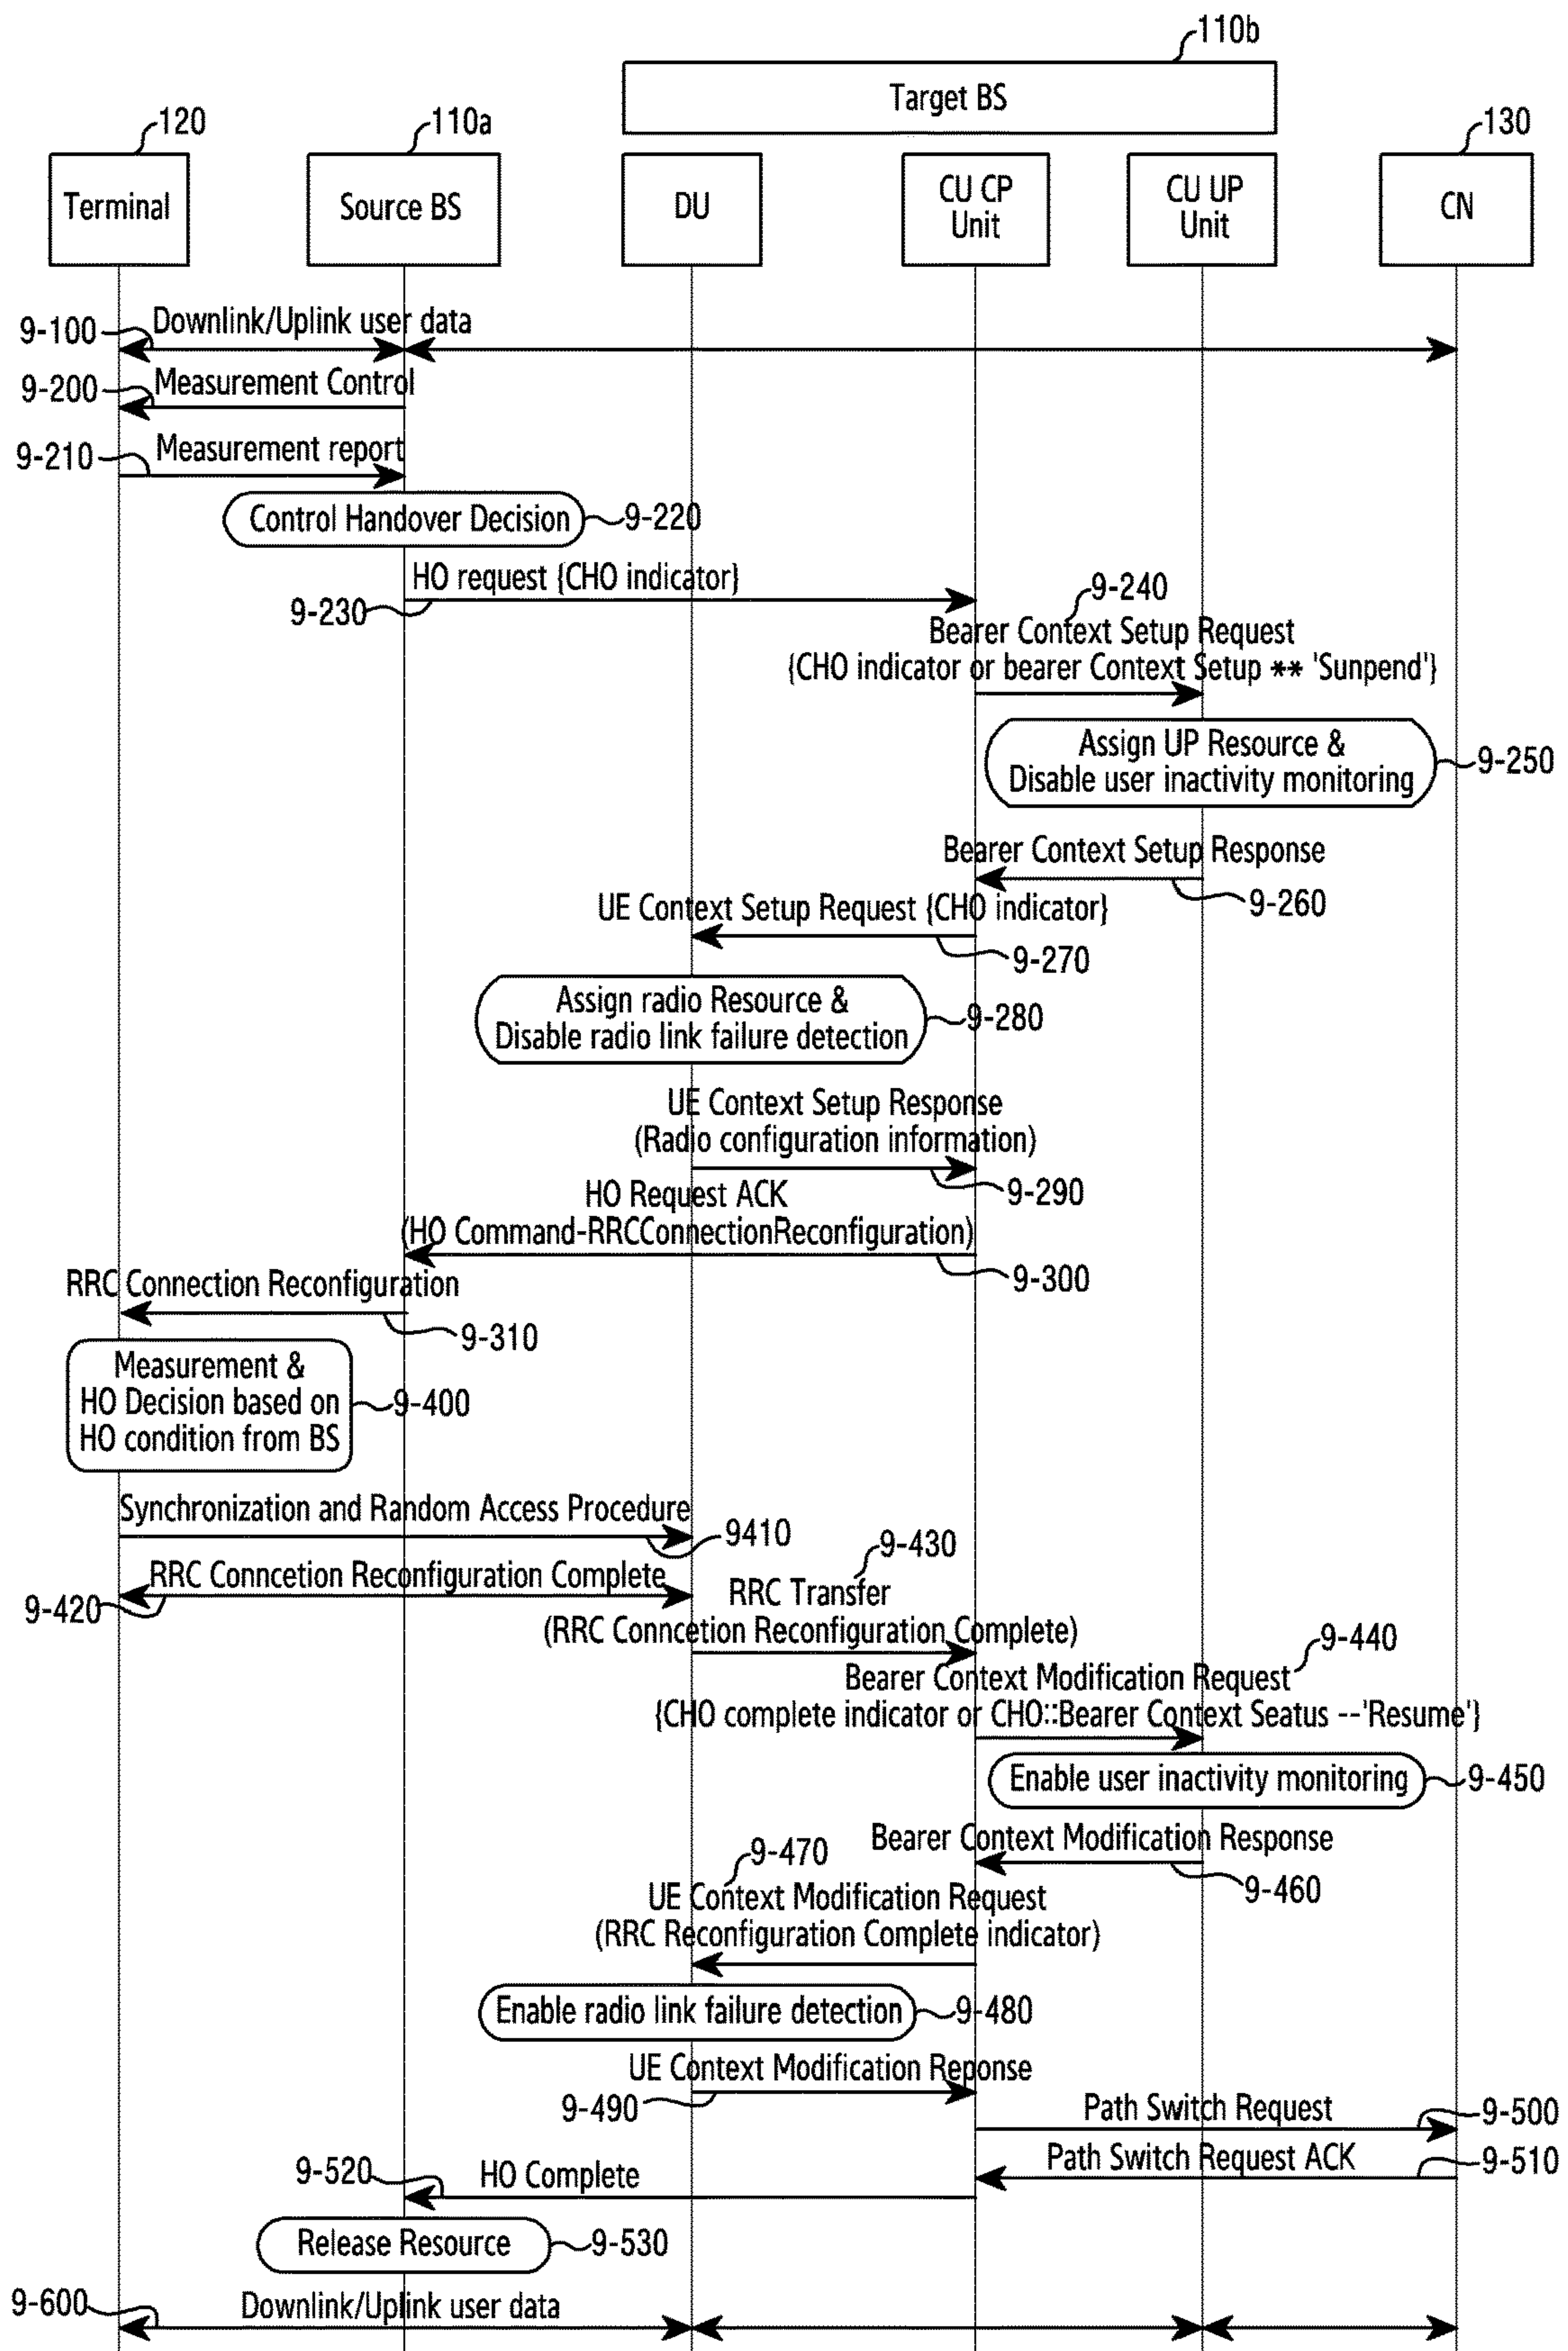 110b
Target BS
120
110a
130
Terminal
Source BS
DU
CU CP
Unit
CU UP
Unit
CN
9-100
Downlink/Uplink user data
9-200
Measurement Control
9-210
Measurement report
Control Handover Decision
9-220
HO request {CHO indicator}
9-230
9-240
Bearer Context Setup Request
{CHO indicator or bearer Context Setup ** 'Sunpend'}
Assign UP Resource &
Disable user inactivity monitoring
9-250
Bearer Context Setup Response
9-260
UE Context Setup Request {CHO indicator}
9-270
Assign radio Resource &
Disable radio link failure detection
9-280
UE Context Setup Response
(Radio configuration information)
9-290
HO Request ACK
(HO Command-RRCConnectionReconfiguration)
9-300
RRC Connection Reconfiguration
9-310
Measurement &
HO Decision based on
HO condition from BS
9-400
Synchronization and Random Access Procedure
9410
RRC Conncetion Reconfiguration Complete
9-420
9-430
RRC Transfer
(RRC Conncetion Reconfiguration Complete)
9-440
Bearer Context Modification Request
{CHO complete indicator or CHO::Bearer Context Seatus --'Resume'}
Enable user inactivity monitoring
9-450
Bearer Context Modification Response
9-460
9-470
UE Context Modification Request
(RRC Reconfiguration Complete indicator)
Enable radio link failure detection
9-480
UE Context Modification Reponse
9-490
Path Switch Request
9-500
Path Switch Request ACK
9-510
9-520
HO Complete
Release Resource
9-530
9-600
Downlink/Uplink user data